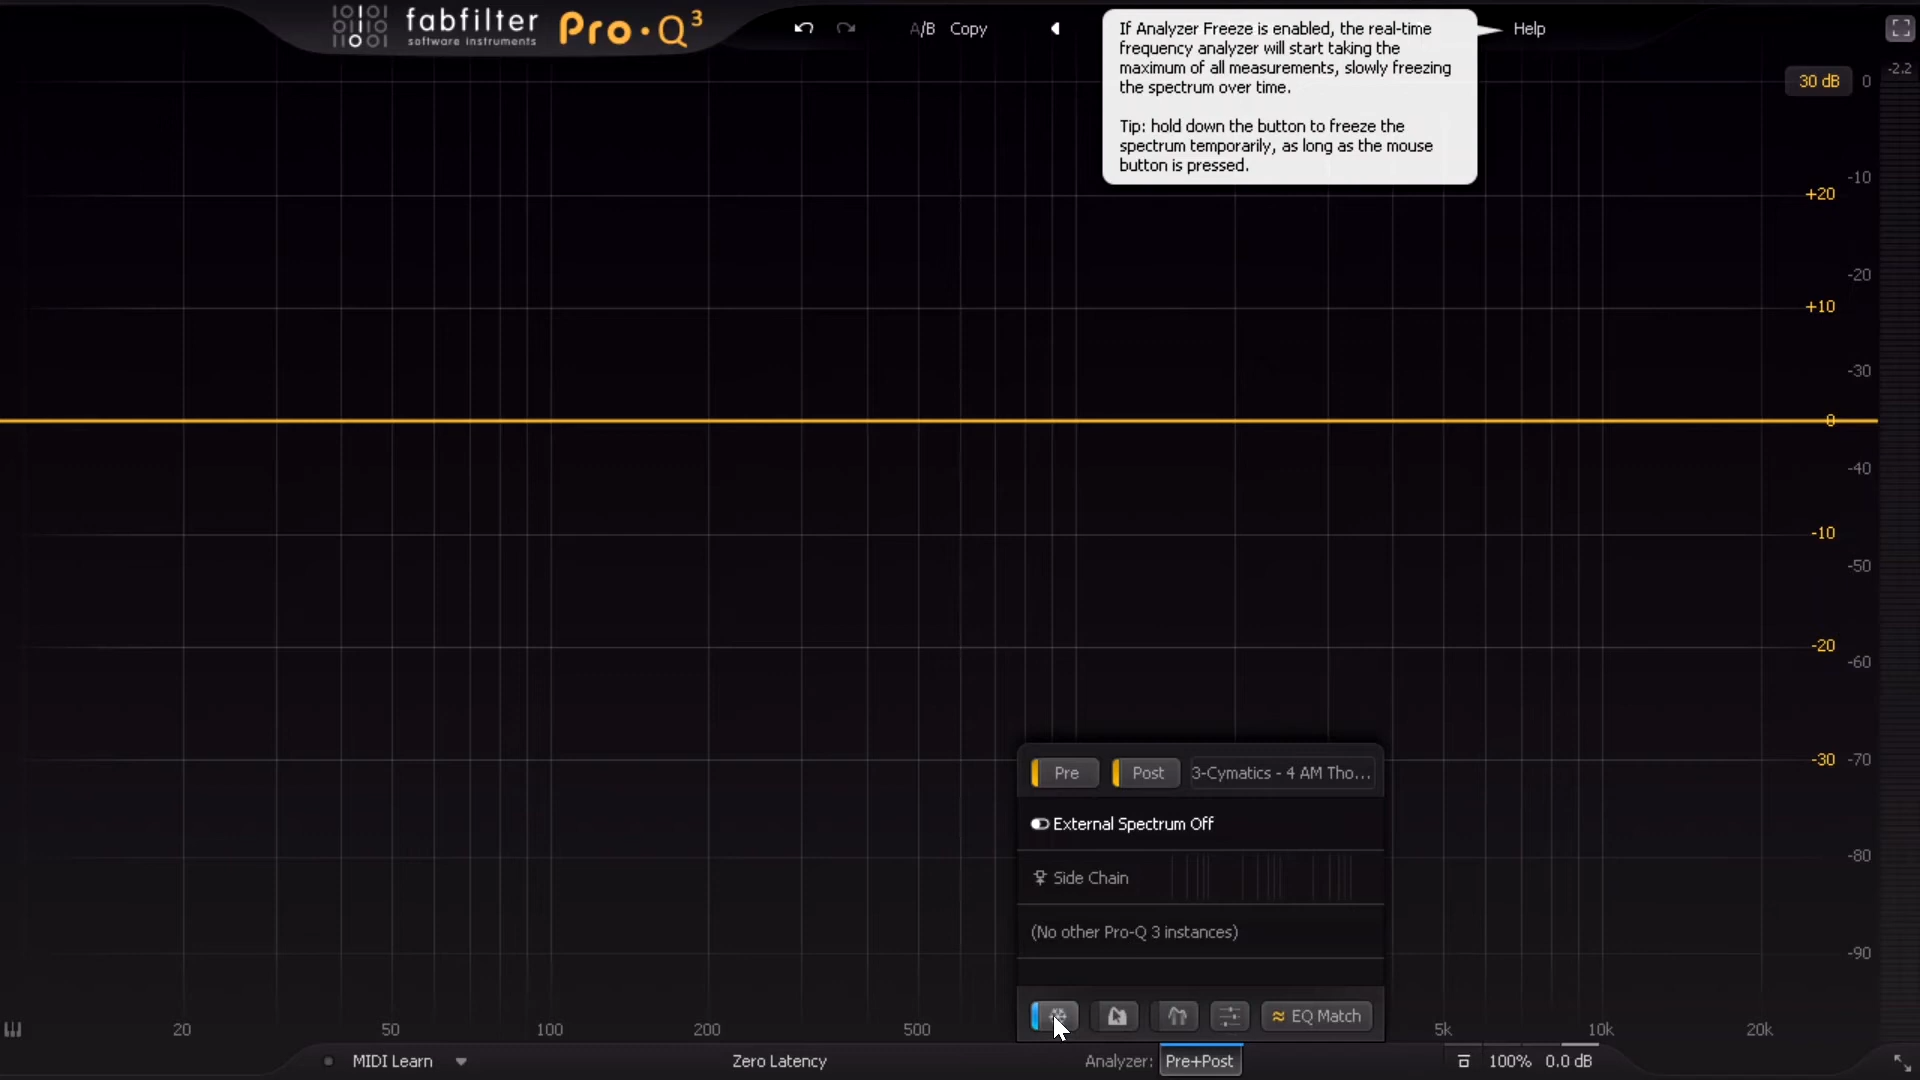 fabfilter
software instruments
Pro·Q3
A/B Copy
Help
If Analyzer Freeze is enabled, the real-time
frequency analyzer will start taking the
maximum of all measurements, slowly freezing
the spectrum over time.
Tip: hold down the button to freeze the
spectrum temporarily, as long as the mouse
button is pressed.
-2.2
30 dB 0
-10
+20
-20
+10
-30
0
-40
-10
-50
-20
-60
-30 -70
-80
-90
Pre Post 3-Cymatics - 4 AM Tho...
External Spectrum Off
Side Chain
(No other Pro-Q 3 instances)
EQ Match
20 50 100 200 500 5k 10k 20k
MIDI Learn Zero Latency Analyzer: Pre+Post 100% 0.0 dB